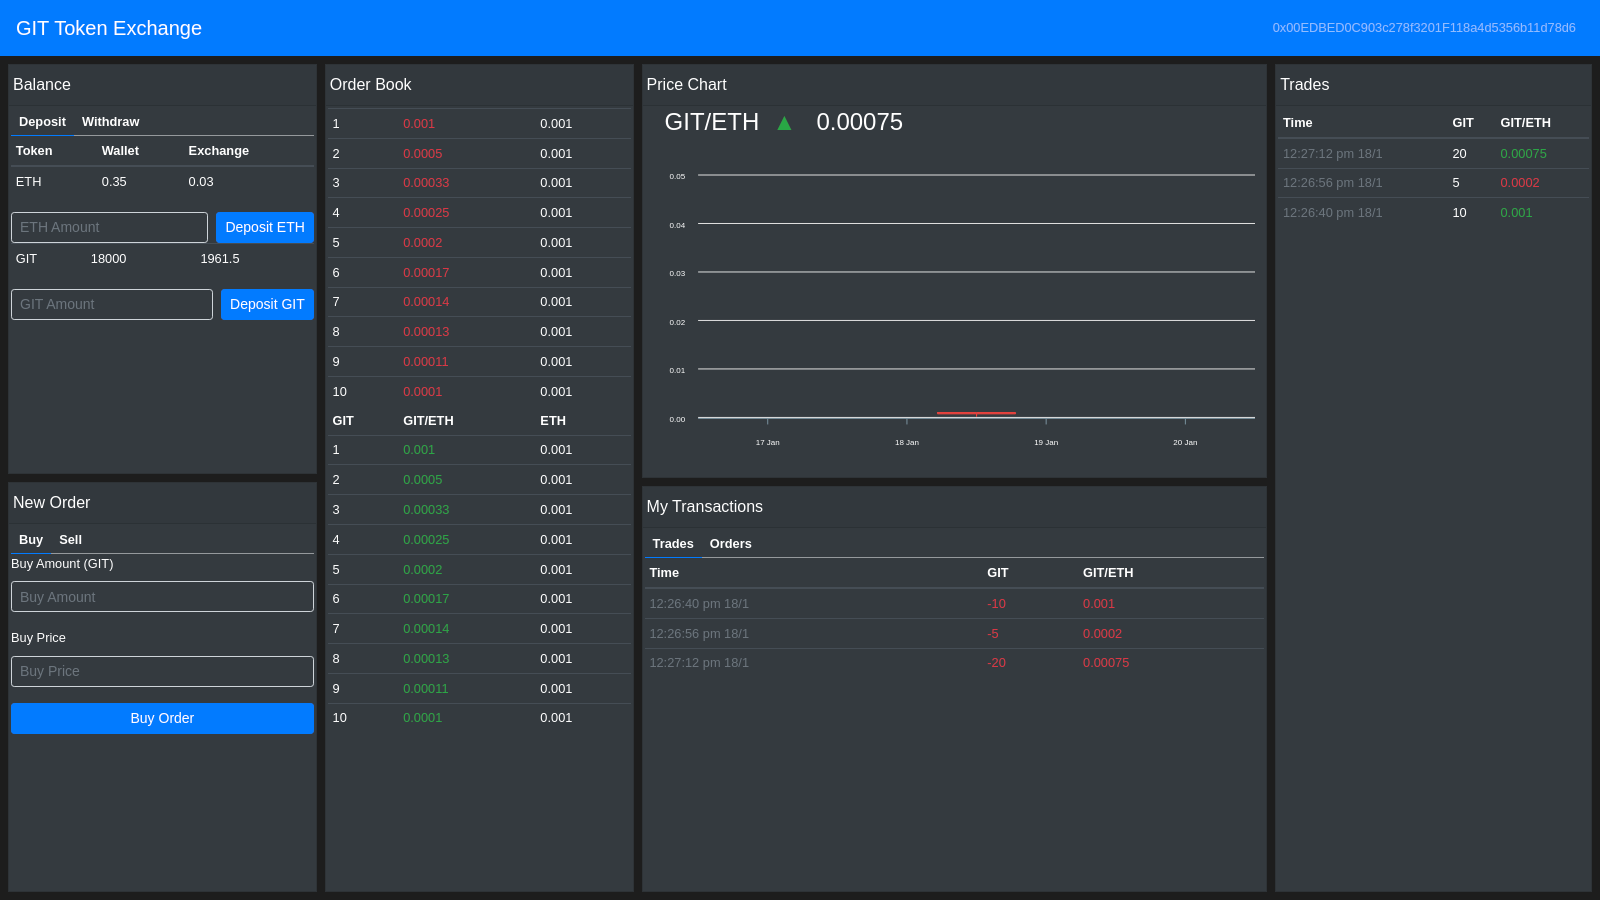 GIT Token Exchange
0x00EDBED0C903c278f3201F118a4d5356b11d78d6
Balance
Deposit Withdraw
Token Wallet Exchange
ETH 0.35 0.03
ETH Amount Deposit ETH
GIT 18000 1961.5
GIT Amount Deposit GIT
New Order
Buy Sell
Buy Amount (GIT)
Buy Amount
Buy Price
Buy Price
Buy Order
Order Book
1 0.001 0.001
2 0.0005 0.001
3 0.00033 0.001
4 0.00025 0.001
5 0.0002 0.001
6 0.00017 0.001
7 0.00014 0.001
8 0.00013 0.001
9 0.00011 0.001
10 0.0001 0.001
GIT GIT/ETH ETH
1 0.001 0.001
2 0.0005 0.001
3 0.00033 0.001
4 0.00025 0.001
5 0.0002 0.001
6 0.00017 0.001
7 0.00014 0.001
8 0.00013 0.001
9 0.00011 0.001
10 0.0001 0.001
Price Chart
GIT/ETH ▲ 0.00075
0.05
0.04
0.03
0.02
0.01
0.00
17 Jan 18 Jan 19 Jan 20 Jan
My Transactions
Trades Orders
Time GIT GIT/ETH
12:26:40 pm 18/1 -10 0.001
12:26:56 pm 18/1 -5 0.0002
12:27:12 pm 18/1 -20 0.00075
Trades
Time GIT GIT/ETH
12:27:12 pm 18/1 20 0.00075
12:26:56 pm 18/1 5 0.0002
12:26:40 pm 18/1 10 0.001